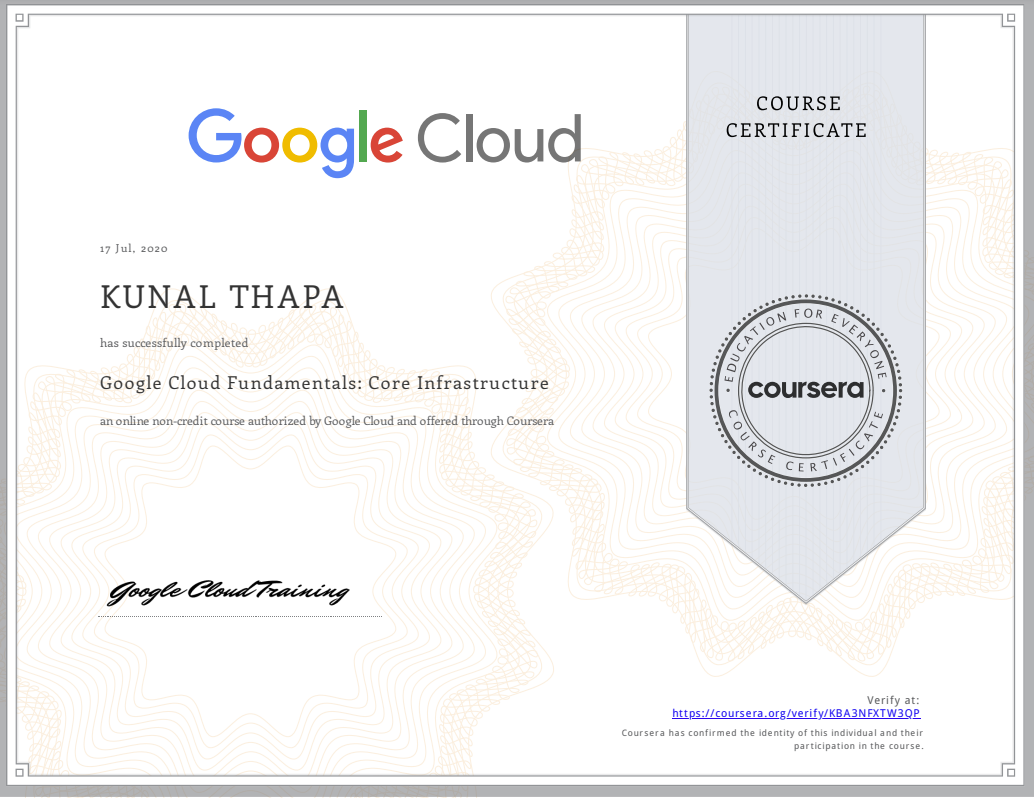 Google Cloud
COURSE
CERTIFICATE
17 Jul, 2020
KUNAL THAPA
has successfully completed
Google Cloud Fundamentals: Core Infrastructure
an online non-credit course authorized by Google Cloud and offered through Coursera
EDUCATION FOR EVERYONE
coursera
COURSE CERTIFICATE
Google Cloud Training
Verify at:
https://coursera.org/verify/KBA3NFXTW3QP
Coursera has confirmed the identity of this individual and their
participation in the course.